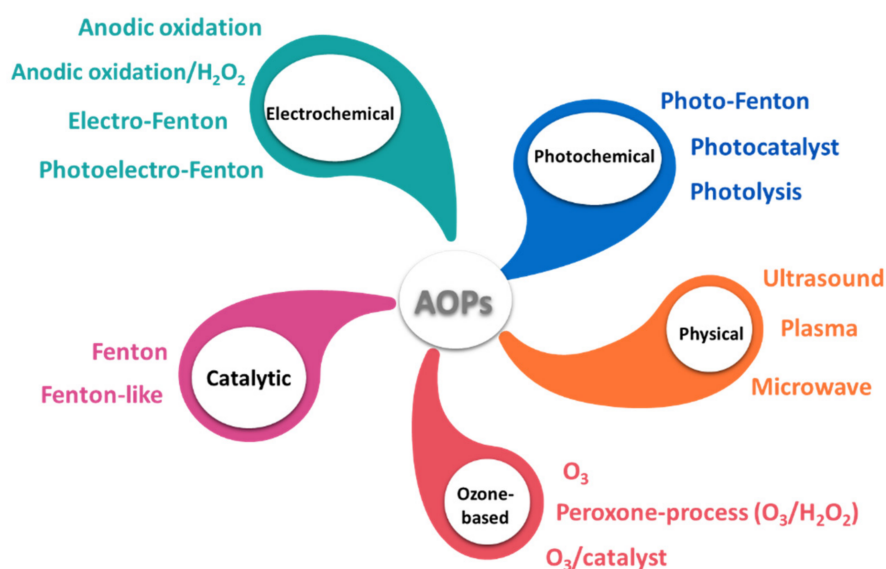 Anodic oxidation
Anodic oxidation/H₂O₂
Electro-Fenton
Photoelectro-Fenton
Electrochemical
Photochemical
Photo-Fenton
Photocatalyst
Photolysis
AOPs
Physical
Ultrasound
Plasma
Microwave
Fenton
Fenton-like
Catalytic
Ozone-
based
O₃
Peroxone-process (O₃/H₂O₂)
O₃/catalyst